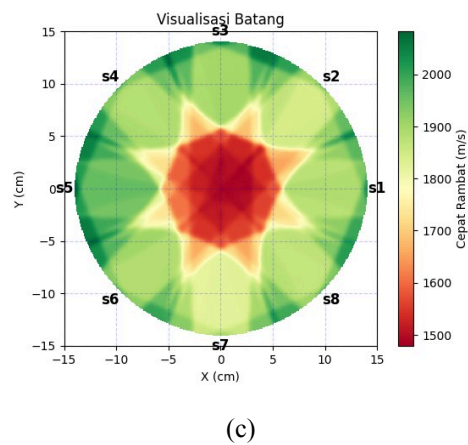 Visualisasi Batang
s3
s4
s2
s5
s1
s6
s8
s7
15
10
5
0
−5
−10
−15
Y (cm)
−15
−10
−5
0
5
10
15
X (cm)
2000
1900
1800
1700
1600
1500
Cepat Rambat (m/s)
(c)